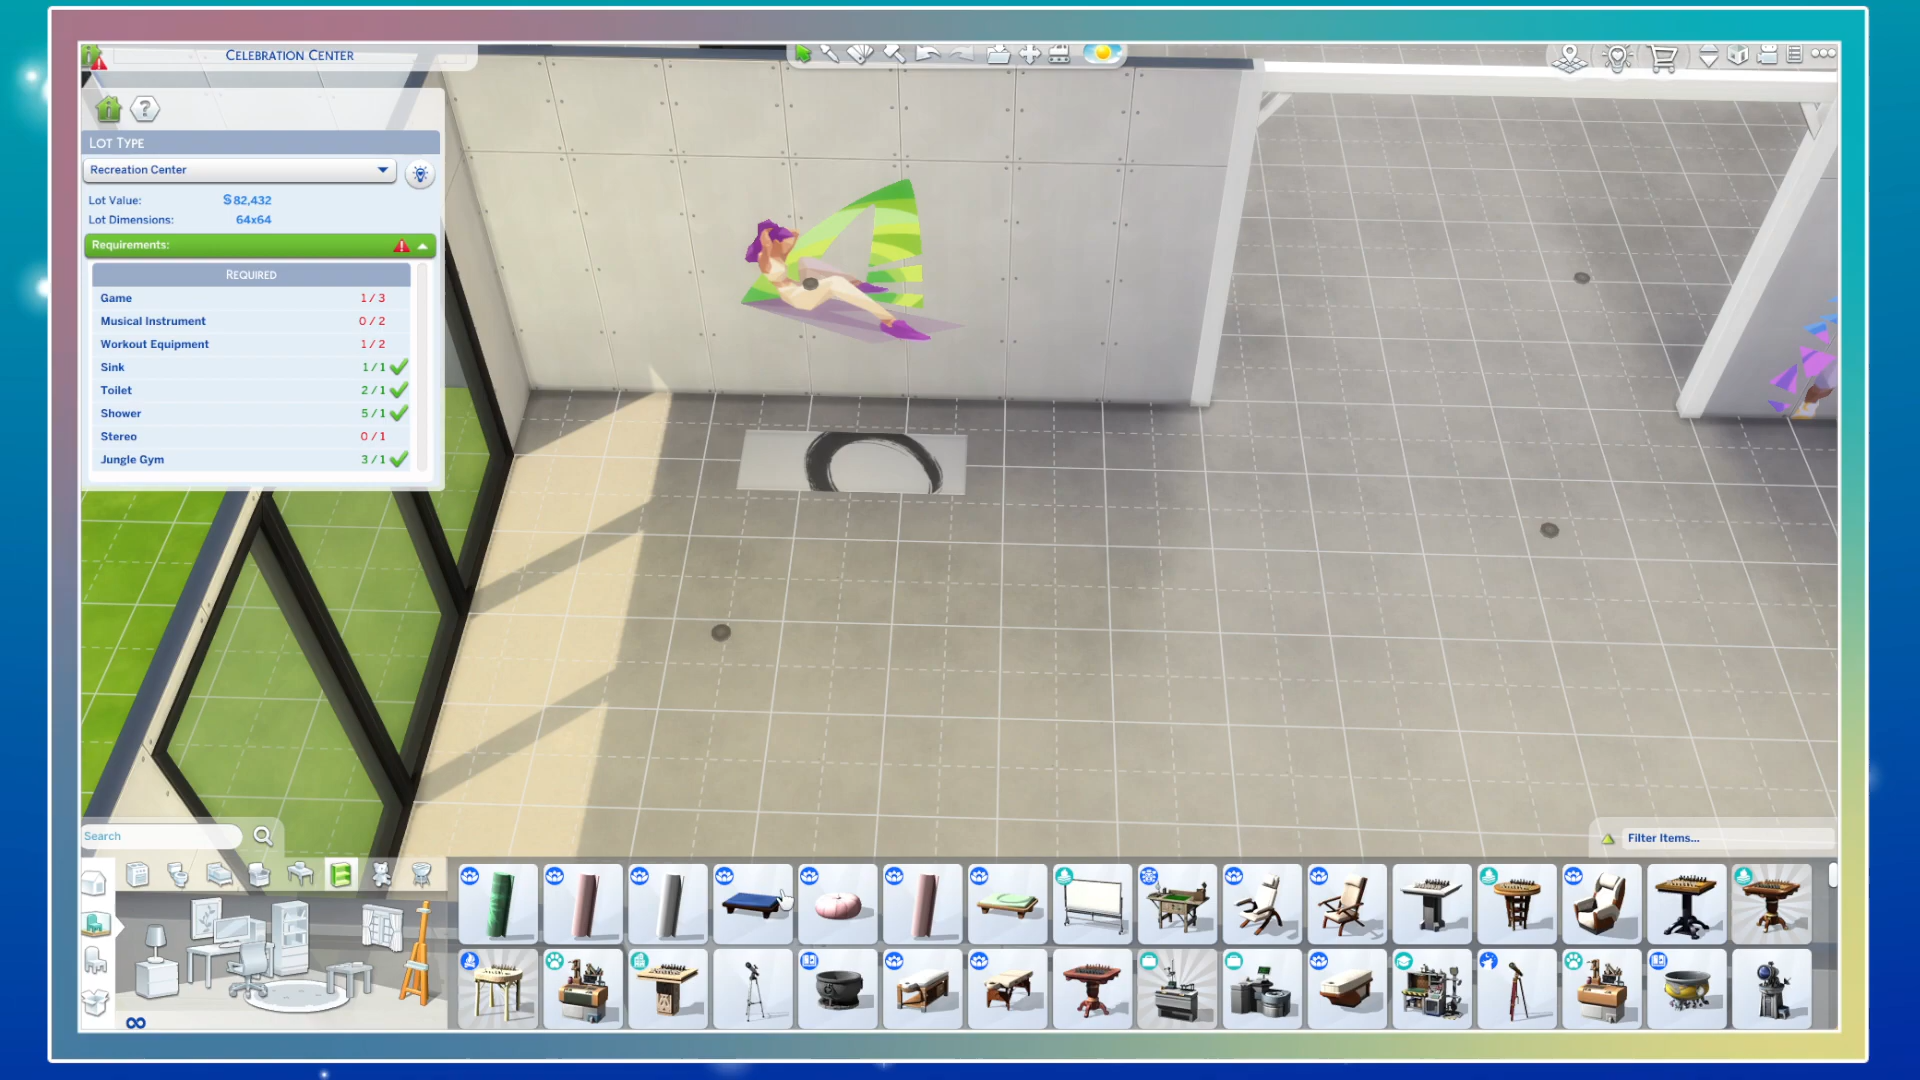 CELEBRATION CENTER
?
LOT TYPE
Recreation Center
Lot Value: §82,432
Lot Dimensions: 64x64
Requirements:
REQUIRED
Game 1 / 3
Musical Instrument 0 / 2
Workout Equipment 1 / 2
Sink 1 / 1
Toilet 2 / 1
Shower 5 / 1
Stereo 0 / 1
Jungle Gym 3 / 1
Search
Filter Items...